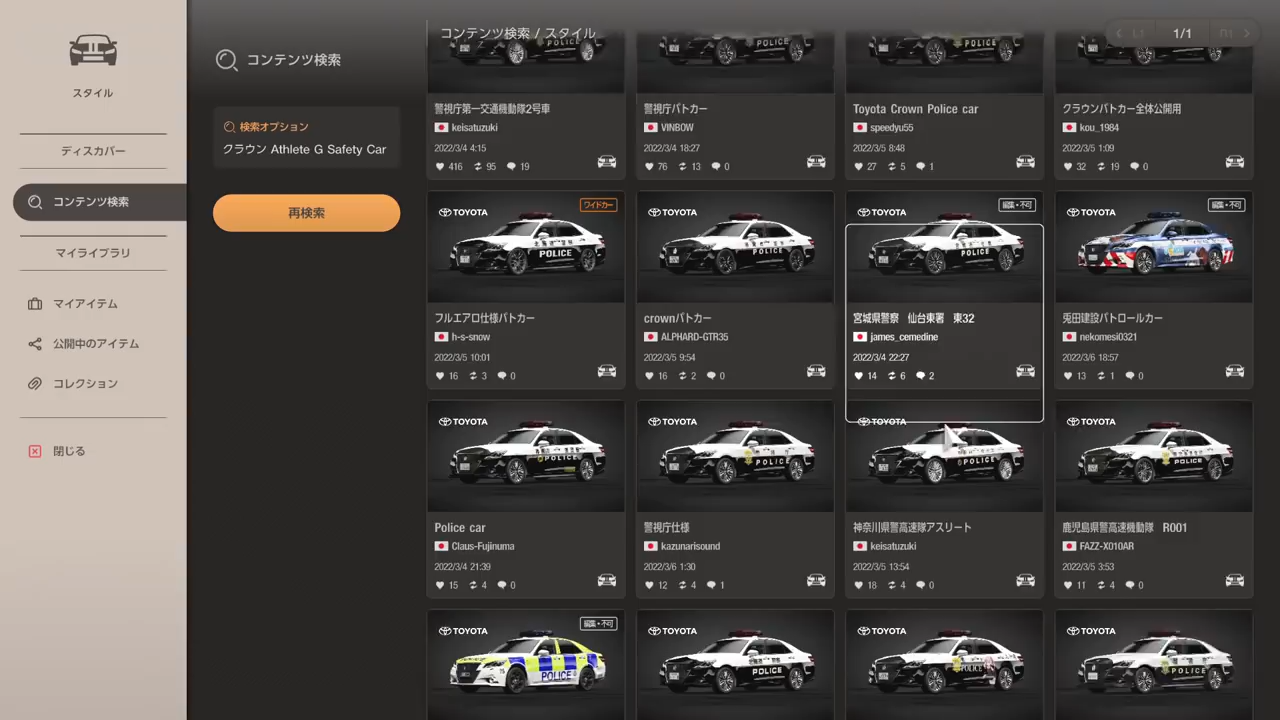 スタイル
ディスカバー
コンテンツ検索
マイライブラリ
マイアイテム
公開中のアイテム
コレクション
閉じる
コンテンツ検索
検索オプション
クラウン Athlete G Safety Car
再検索
コンテンツ検索 / スタイル
L1 1/1 R1
警視庁第一交通機動隊2号車
keisatuzuki
2022/3/4 4:15
416 95 19
警視庁パトカー
VINBOW
2022/3/4 18:27
76 13 0
Toyota Crown Police car
speedyu55
2022/3/5 8:48
27 5 1
クラウンパトカー全体公開用
kou_1984
2022/3/5 1:09
32 19 0
TOYOTA ワイドカー
POLICE
フルエアロ仕様パトカー
h-s-snow
2022/3/5 10:01
16 3 0
TOYOTA
POLICE
crownパトカー
ALPHARD-GTR35
2022/3/5 9:54
16 2 0
TOYOTA 編集・不可
POLICE
宮城県警察 仙台東署 東32
james_cemedine
2022/3/4 22:27
14 6 2
TOYOTA 編集・不可
兎田建設パトロールカー
nekomesi0321
2022/3/6 18:57
13 1 0
TOYOTA
POLICE
Police car
Claus-Fujinuma
2022/3/4 21:39
15 4 0
TOYOTA
POLICE
警視庁仕様
kazunarisound
2022/3/6 1:30
12 4 1
TOYOTA
POLICE
神奈川県警高速隊アスリート
keisatuzuki
2022/3/5 13:54
18 4 0
TOYOTA
POLICE
鹿児島県警高速機動隊 R001
FAZZ-X010AR
2022/3/5 3:53
11 4 0
TOYOTA 編集・不可
POLICE
TOYOTA
POLICE
TOYOTA
POLICE
TOYOTA
POLICE